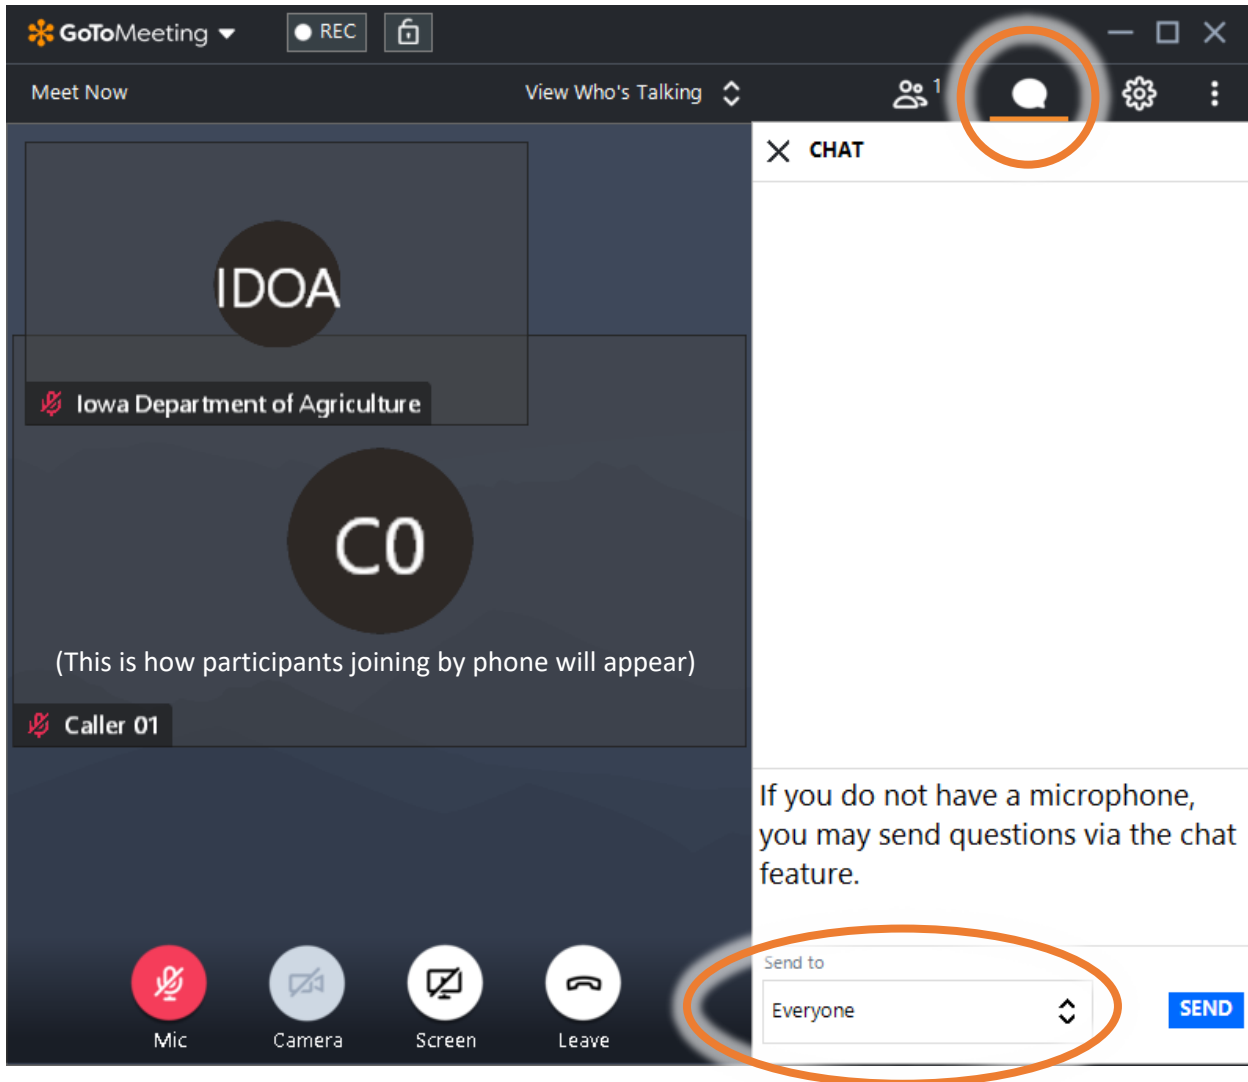 GoToMeeting
REC
Meet Now
View Who's Talking
1
CHAT
IDOA
Iowa Department of Agriculture
C0
(This is how participants joining by phone will appear)
Caller 01
If you do not have a microphone,
you may send questions via the chat
feature.
Send to
Everyone
SEND
Mic
Camera
Screen
Leave